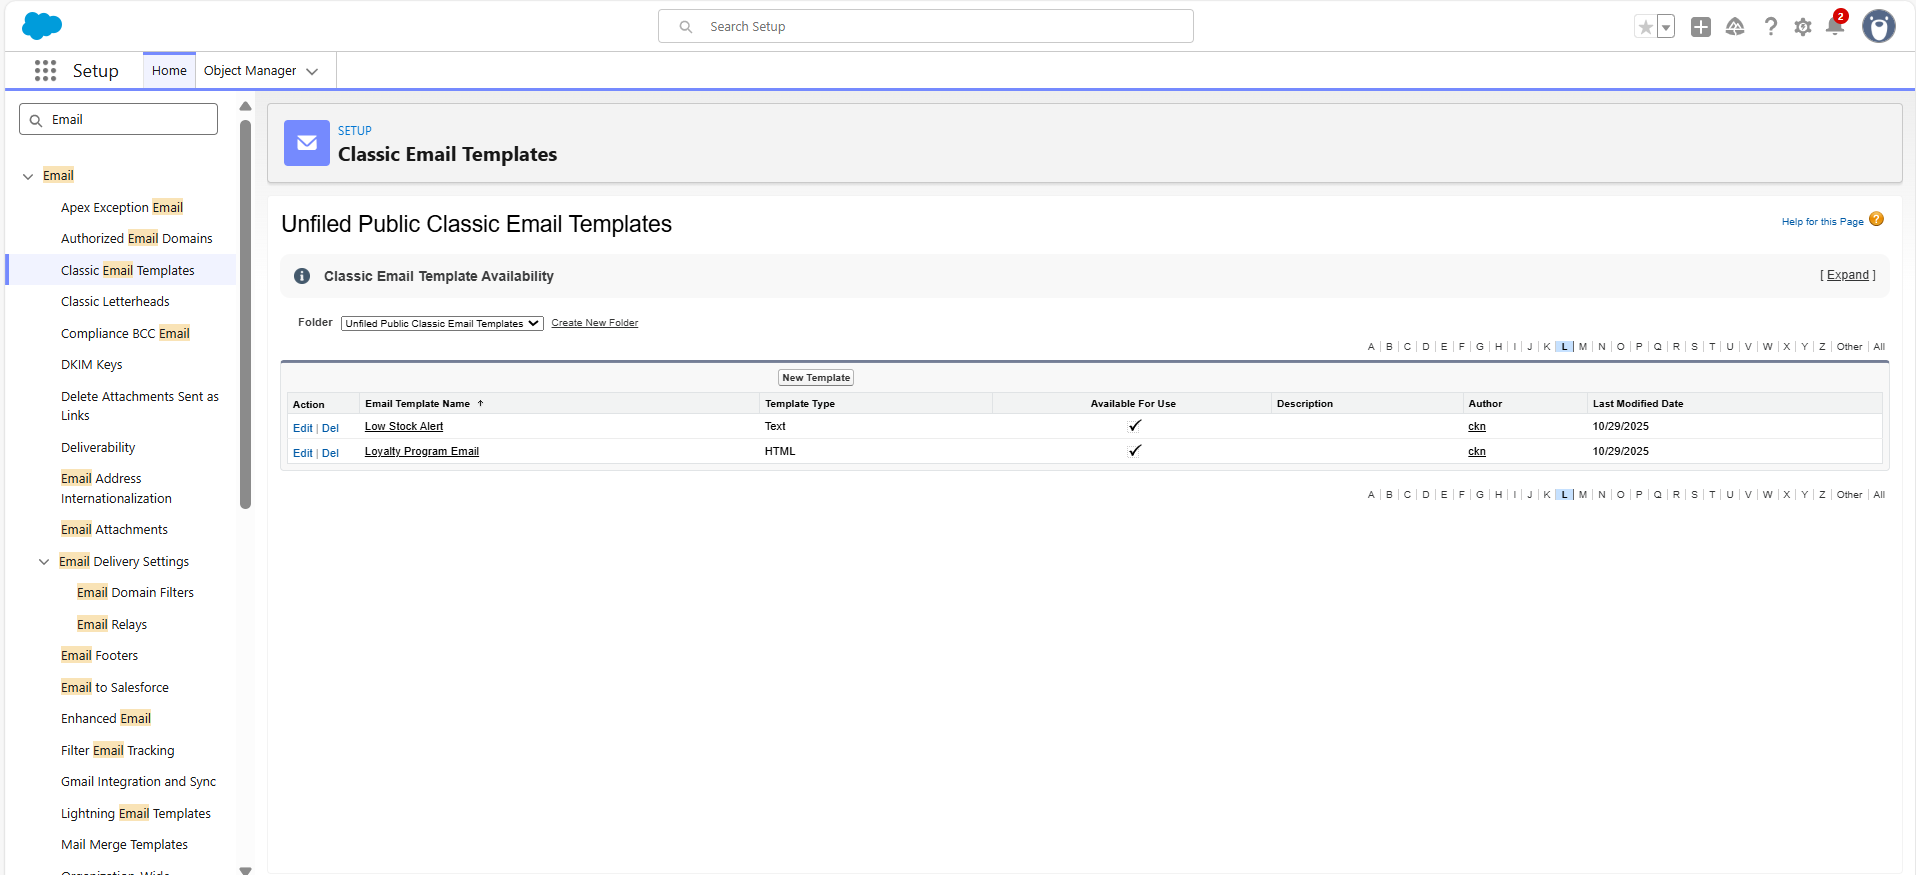 Search Setup
2
Setup
Home
Object Manager
Email
Email
Apex Exception Email
Authorized Email Domains
Classic Email Templates
Classic Letterheads
Compliance BCC Email
DKIM Keys
Delete Attachments Sent as
Links
Deliverability
Email Address
Internationalization
Email Attachments
Email Delivery Settings
Email Domain Filters
Email Relays
Email Footers
Email to Salesforce
Enhanced Email
Filter Email Tracking
Gmail Integration and Sync
Lightning Email Templates
Mail Merge Templates
Organization-Wide
SETUP
Classic Email Templates
Unfiled Public Classic Email Templates
Help for this Page ?
Classic Email Template Availability
[ Expand ]
Folder Unfiled Public Classic Email Templates Create New Folder
A | B | C | D | E | F | G | H | I | J | K | L | M | N | O | P | Q | R | S | T | U | V | W | X | Y | Z | Other | All
New Template
Action Email Template Name ↑ Template Type Available For Use Description Author Last Modified Date
Edit | Del Low Stock Alert Text ✓ ckn 10/29/2025
Edit | Del Loyalty Program Email HTML ✓ ckn 10/29/2025
A | B | C | D | E | F | G | H | I | J | K | L | M | N | O | P | Q | R | S | T | U | V | W | X | Y | Z | Other | All